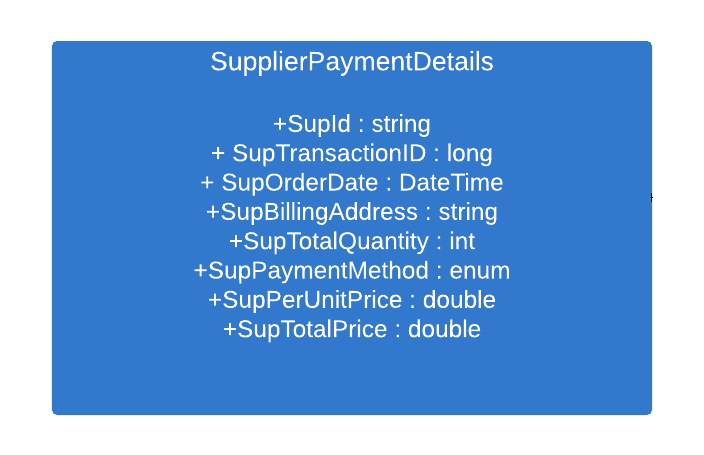 SupplierPaymentDetails
+SupId : string
+ SupTransactionID : long
+ SupOrderDate : DateTime
+SupBillingAddress : string
+SupTotalQuantity : int
+SupPaymentMethod : enum
+SupPerUnitPrice : double
+SupTotalPrice : double